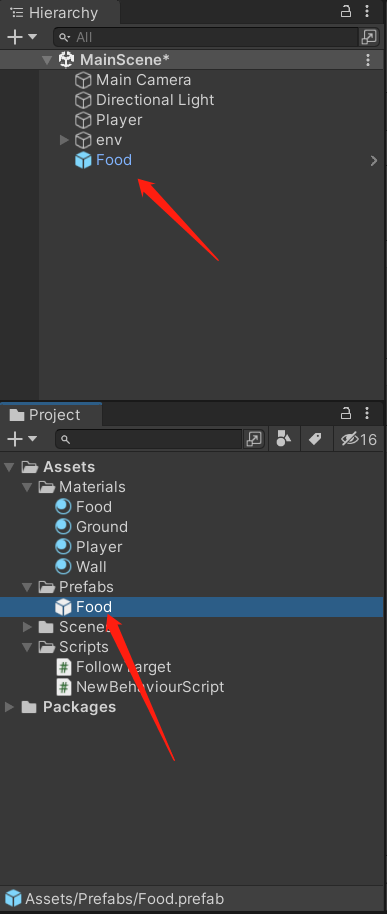 Hierarchy
All
MainScene*
Main Camera
Directional Light
Player
env
Food
Project
16
Assets
Materials
Food
Ground
Player
Wall
Prefabs
Food
Scenes
Scripts
FollowTarget
NewBehaviourScript
Packages
Assets/Prefabs/Food.prefab